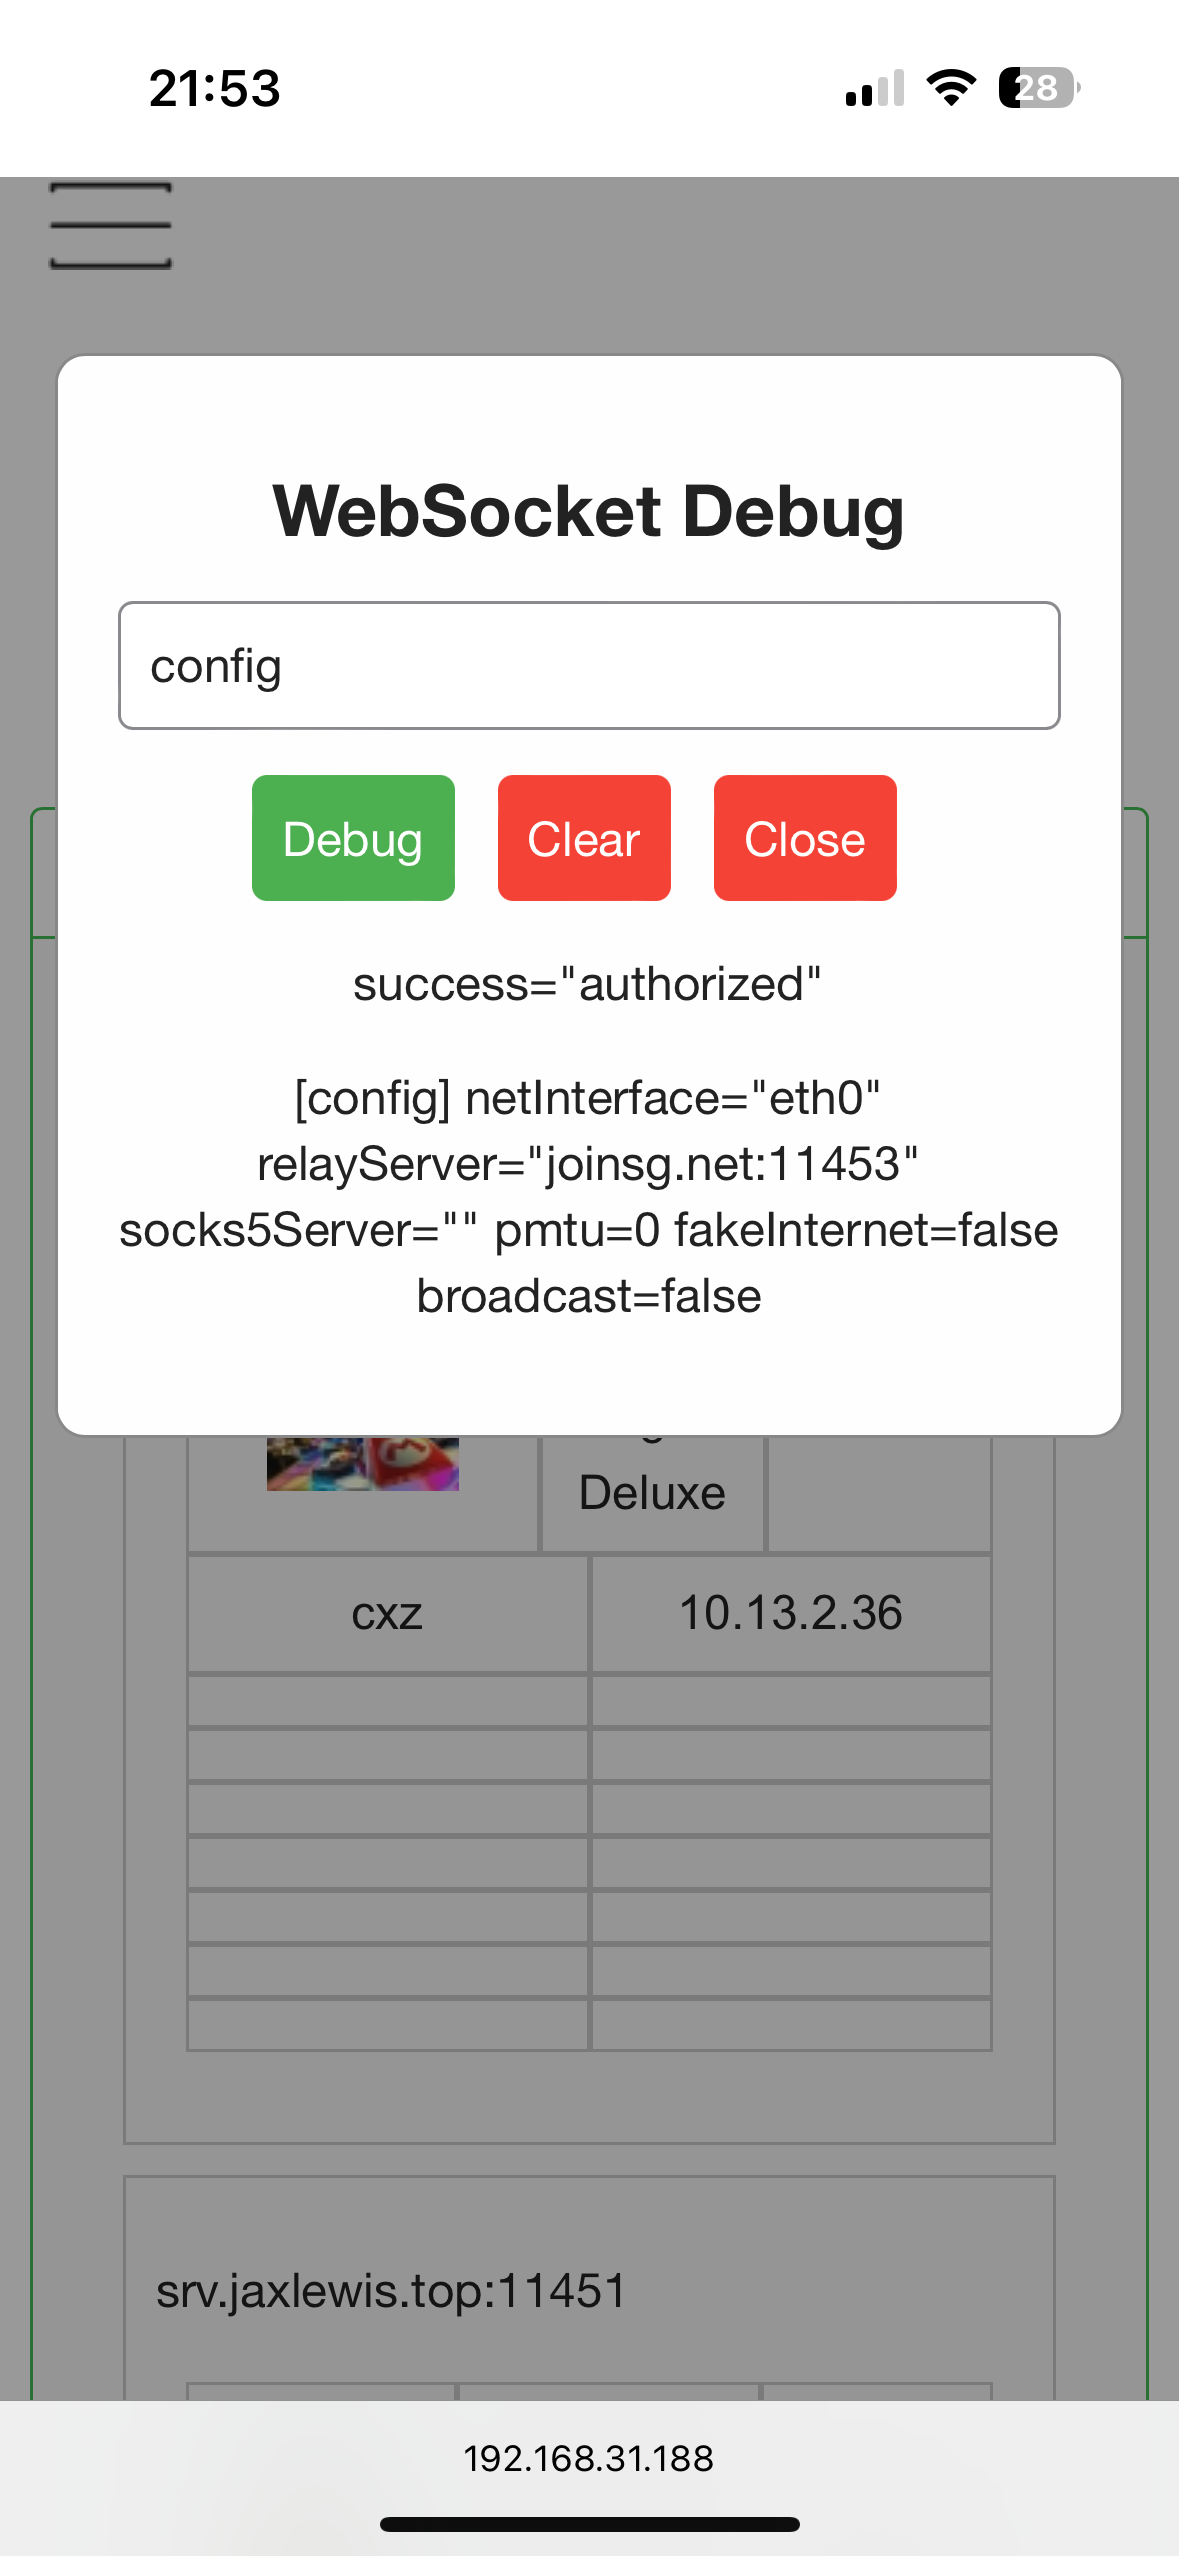 21:53
28
WebSocket Debug
config
Debug Clear Close
success="authorized"
[config] netInterface="eth0"
relayServer="joinsg.net:11453"
socks5Server="" pmtu=0 fakeInternet=false
broadcast=false
Deluxe
cxz 10.13.2.36
srv.jaxlewis.top:11451
192.168.31.188